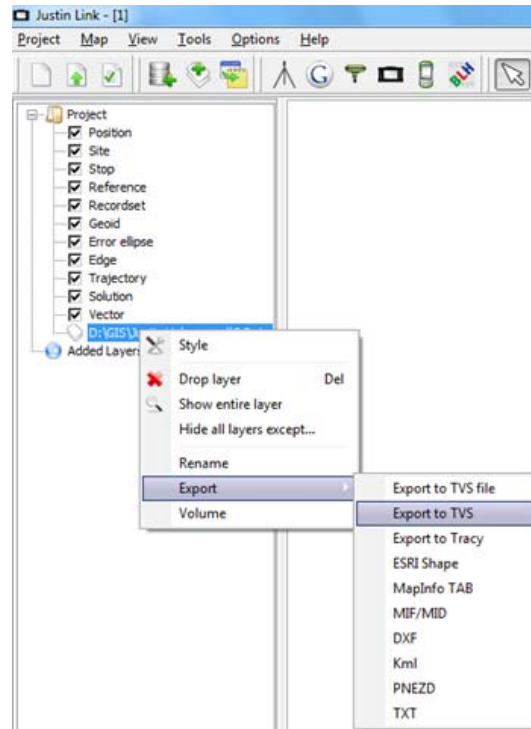 Justin Link - [1]
Project Map View Tools Options Help
Project
Position
Site
Stop
Reference
Recordset
Geoid
Error ellipse
Edge
Trajectory
Solution
Vector
D:\GIS\
Added Layers
Style
Drop layer Del
Show entire layer
Hide all layers except...
Rename
Export
Volume
Export to TVS file
Export to TVS
Export to Tracy
ESRI Shape
MapInfo TAB
MIF/MID
DXF
Kml
PNEZD
TXT